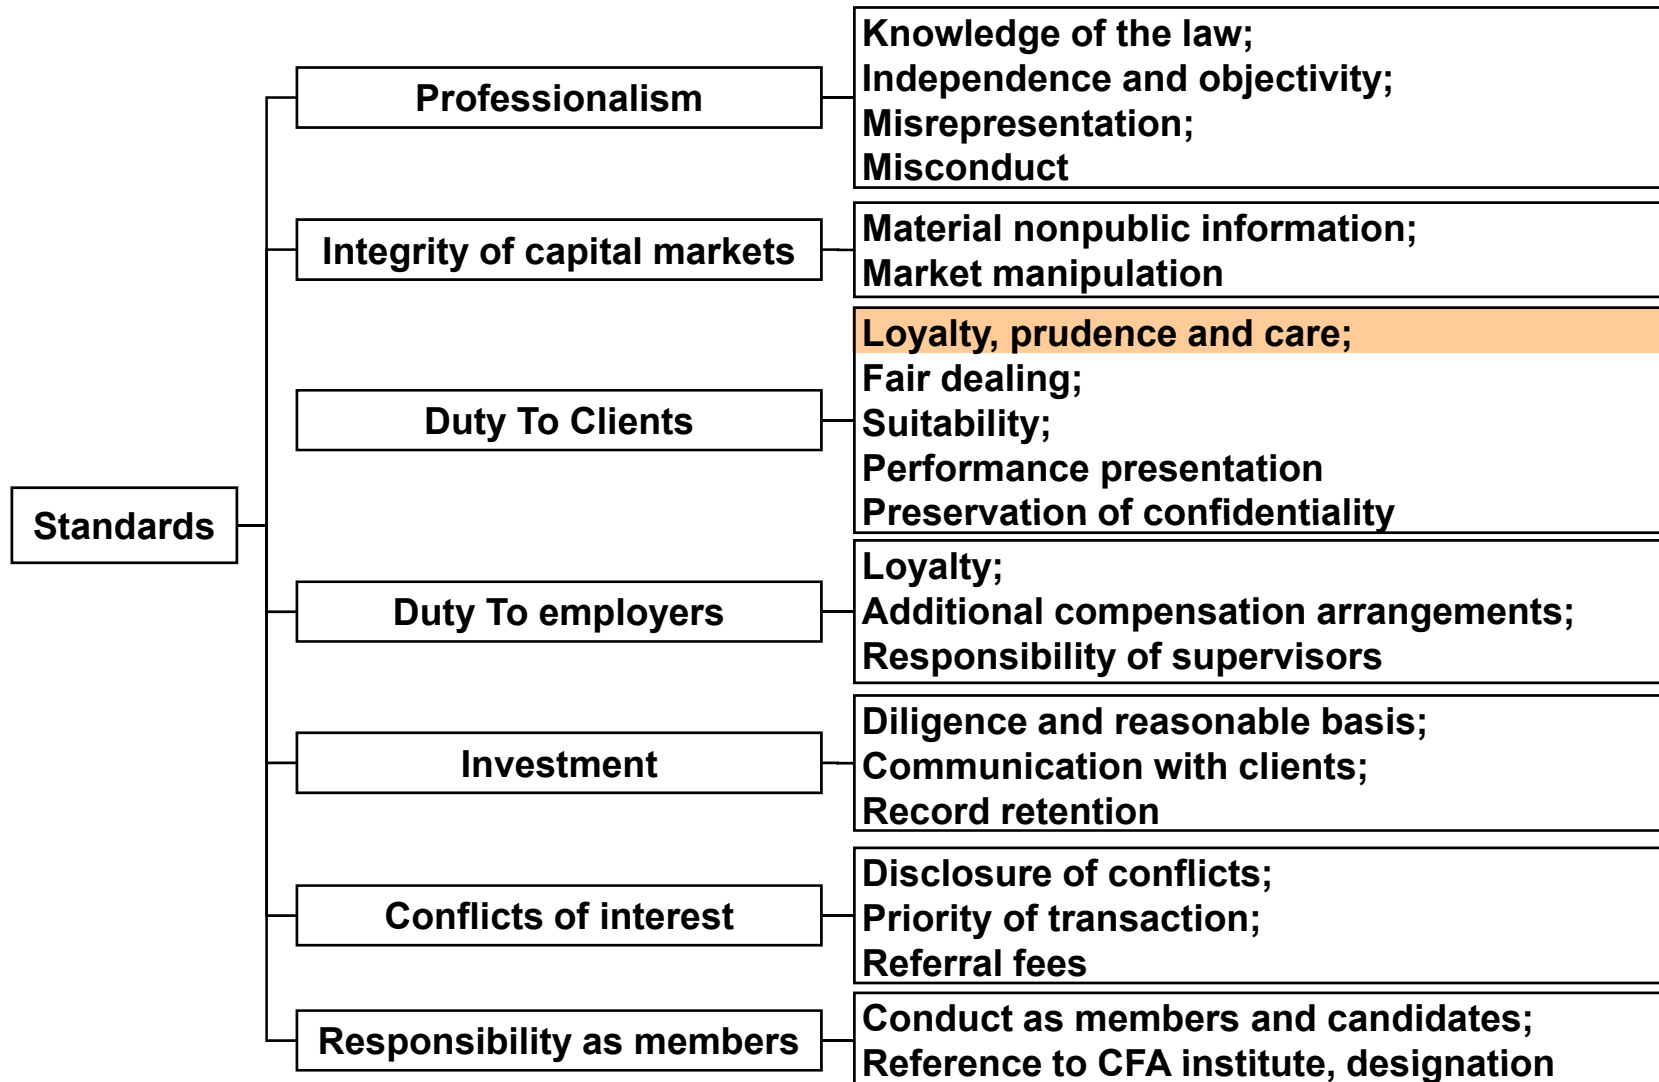 Standards
Professionalism
Knowledge of the law;
Independence and objectivity;
Misrepresentation;
Misconduct
Integrity of capital markets
Material nonpublic information;
Market manipulation
Duty To Clients
Loyalty, prudence and care;
Fair dealing;
Suitability;
Performance presentation
Preservation of confidentiality
Duty To employers
Loyalty;
Additional compensation arrangements;
Responsibility of supervisors
Investment
Diligence and reasonable basis;
Communication with clients;
Record retention
Conflicts of interest
Disclosure of conflicts;
Priority of transaction;
Referral fees
Responsibility as members
Conduct as members and candidates;
Reference to CFA institute, designation